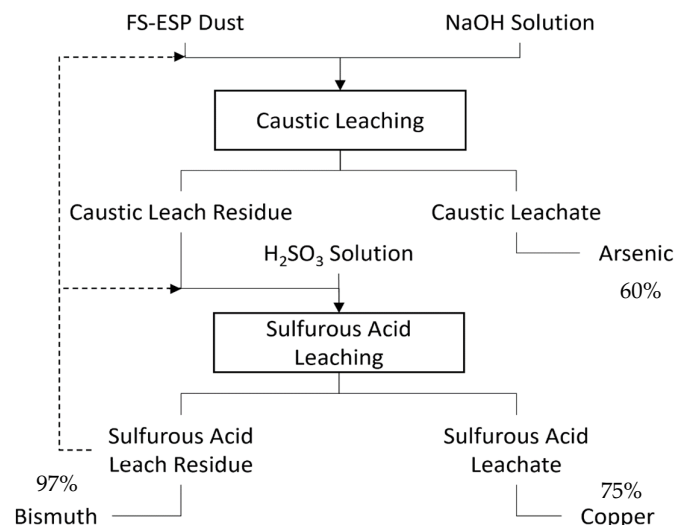 FS-ESP Dust
NaOH Solution
Caustic Leaching
Caustic Leach Residue
Caustic Leachate
H₂SO₃ Solution
Arsenic
60%
Sulfurous Acid
Leaching
Sulfurous Acid
Leach Residue
Sulfurous Acid
Leachate
97%
Bismuth
75%
Copper